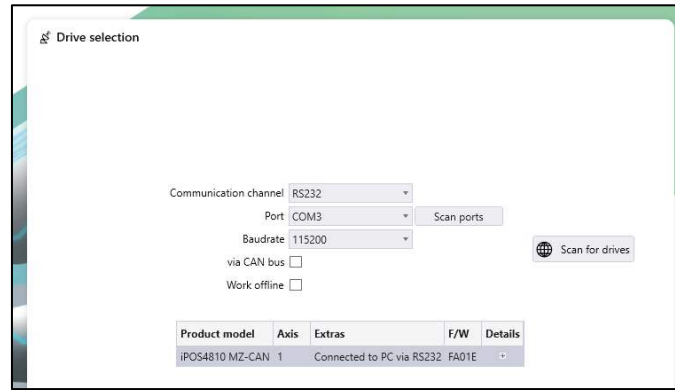 Drive selection
Communication channel RS232
Port COM3 Scan ports
Baudrate 115200
Scan for drives
via CAN bus
Work offline
Product model Axis Extras F/W Details
iPOS4810 MZ-CAN 1 Connected to PC via RS232 FA01E +